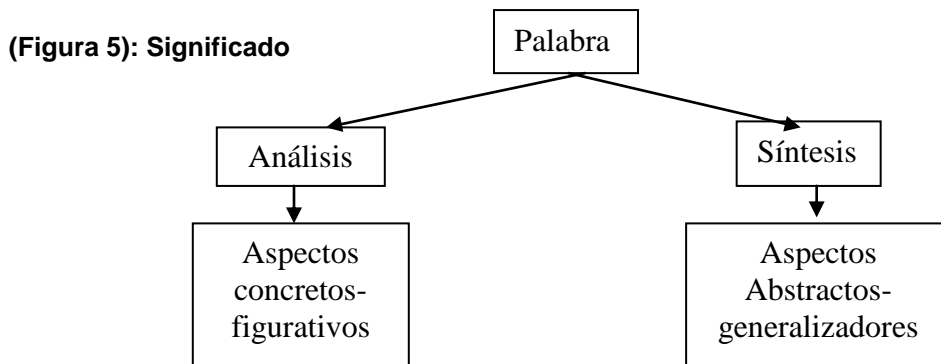 (Figura 5): Significado
Palabra
Análisis
Síntesis
Aspectos
concretos-
figurativos
Aspectos
Abstractos-
generalizadores